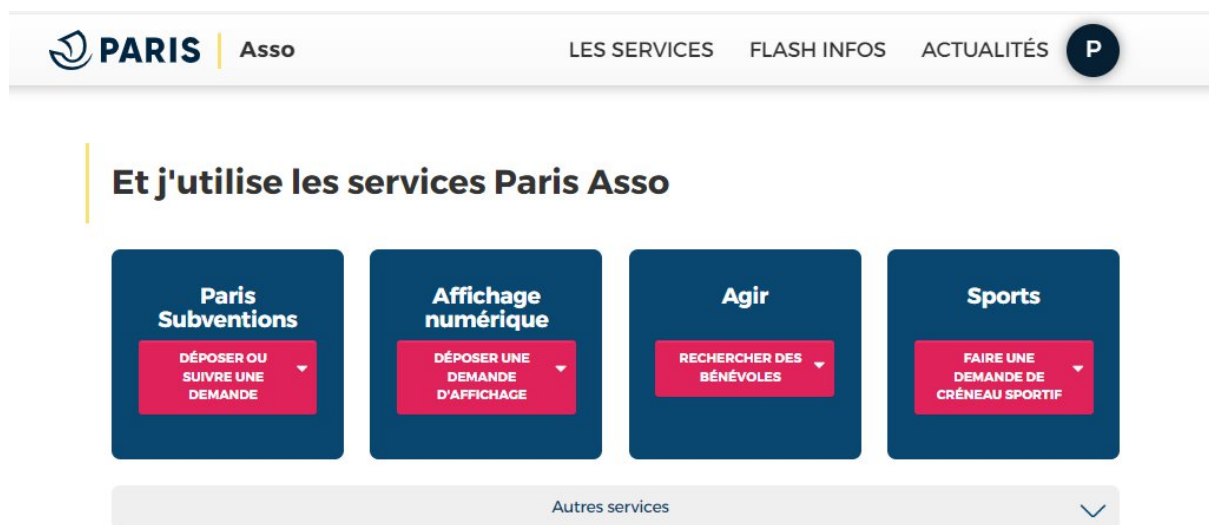 PARIS Asso LES SERVICES FLASH INFOS ACTUALITÉS P
Et j'utilise les services Paris Asso
Paris
Subventions
DÉPOSER OU
SUIVRE UNE
DEMANDE
Affichage
numérique
DÉPOSER UNE
DEMANDE
D'AFFICHAGE
Agir
RECHERCHER DES
BÉNÉVOLES
Sports
FAIRE UNE
DEMANDE DE
CRÉNEAU SPORTIF
Autres services